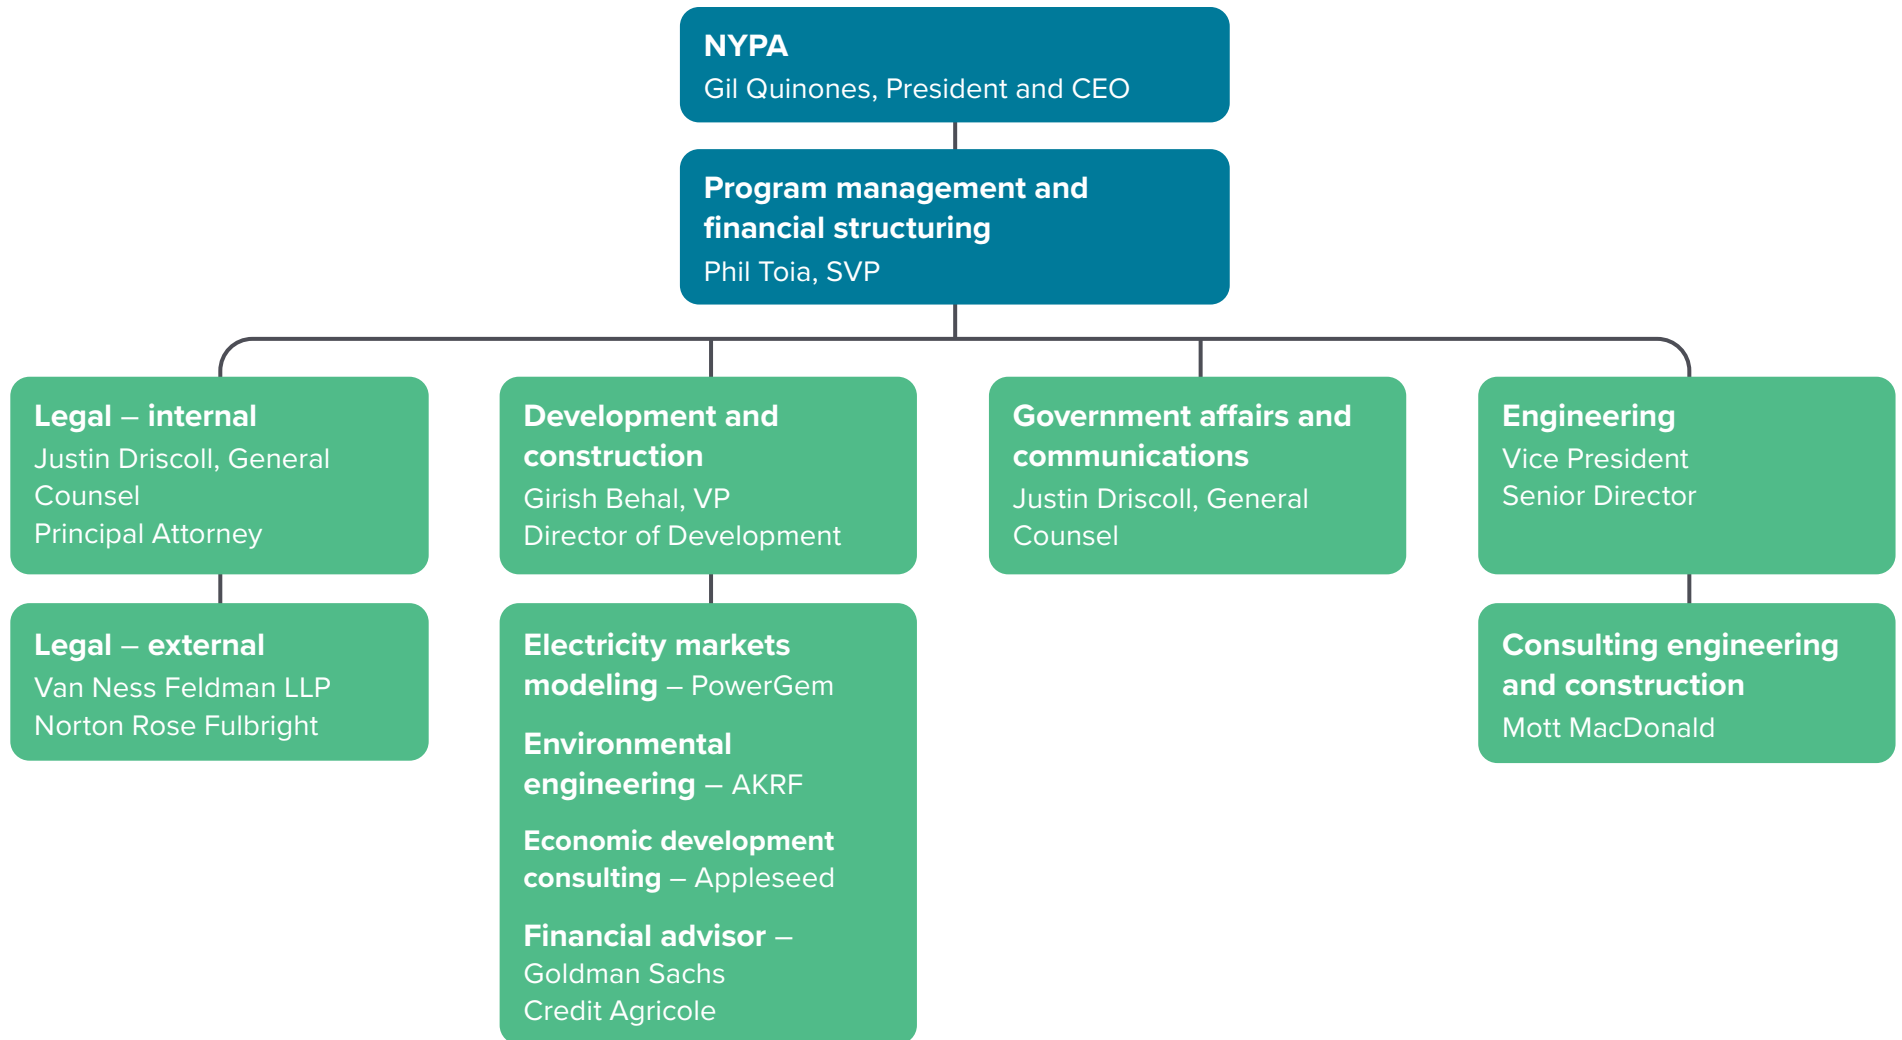 NYPA
Gil Quinones, President and CEO
Program management and
financial structuring
Phil Toia, SVP
Legal – internal
Justin Driscoll, General
Counsel
Principal Attorney
Development and
construction
Girish Behal, VP
Director of Development
Government affairs and
communications
Justin Driscoll, General
Counsel
Engineering
Vice President
Senior Director
Legal – external
Van Ness Feldman LLP
Norton Rose Fulbright
Electricity markets
modeling – PowerGem
Environmental
engineering – AKRF
Economic development
consulting – Appleseed
Financial advisor –
Goldman Sachs
Credit Agricole
Consulting engineering
and construction
Mott MacDonald